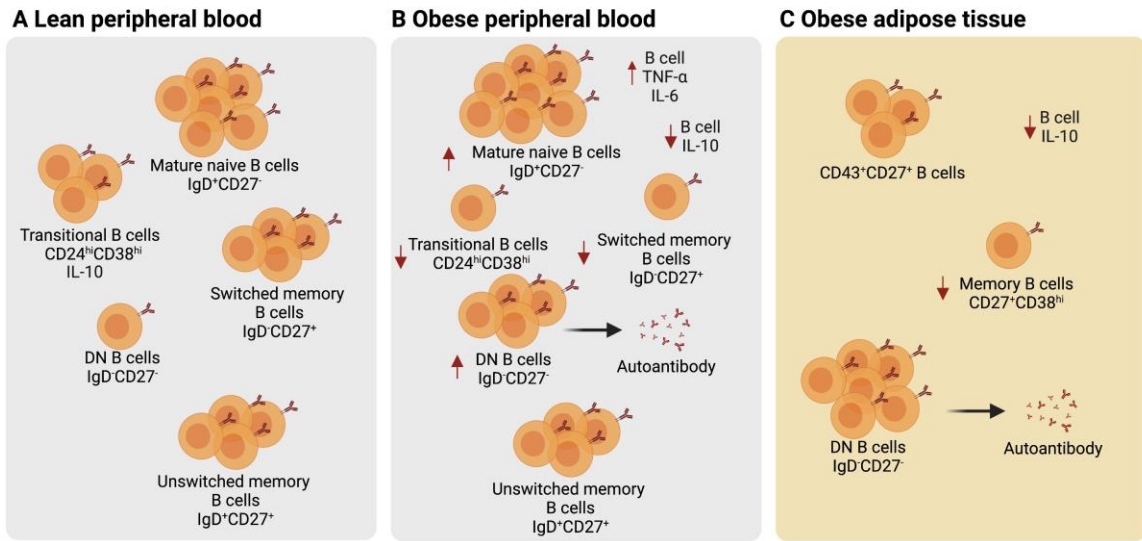 A Lean peripheral blood
Mature naive B cells
IgD⁺CD27⁻
Transitional B cells
CD24ʰⁱCD38ʰⁱ
IL-10
Switched memory
B cells
IgD⁻CD27⁺
DN B cells
IgD⁻CD27⁻
Unswitched memory
B cells
IgD⁺CD27⁺
B Obese peripheral blood
B cell
TNF-α
IL-6
B cell
IL-10
Mature naive B cells
IgD⁺CD27⁻
Transitional B cells
CD24ʰⁱCD38ʰⁱ
Switched memory
B cells
IgD⁻CD27⁺
DN B cells
IgD⁻CD27⁻
Autoantibody
Unswitched memory
B cells
IgD⁺CD27⁺
C Obese adipose tissue
B cell
IL-10
CD43⁺CD27⁺ B cells
Memory B cells
CD27⁺CD38ʰⁱ
DN B cells
IgD⁻CD27⁻
Autoantibody